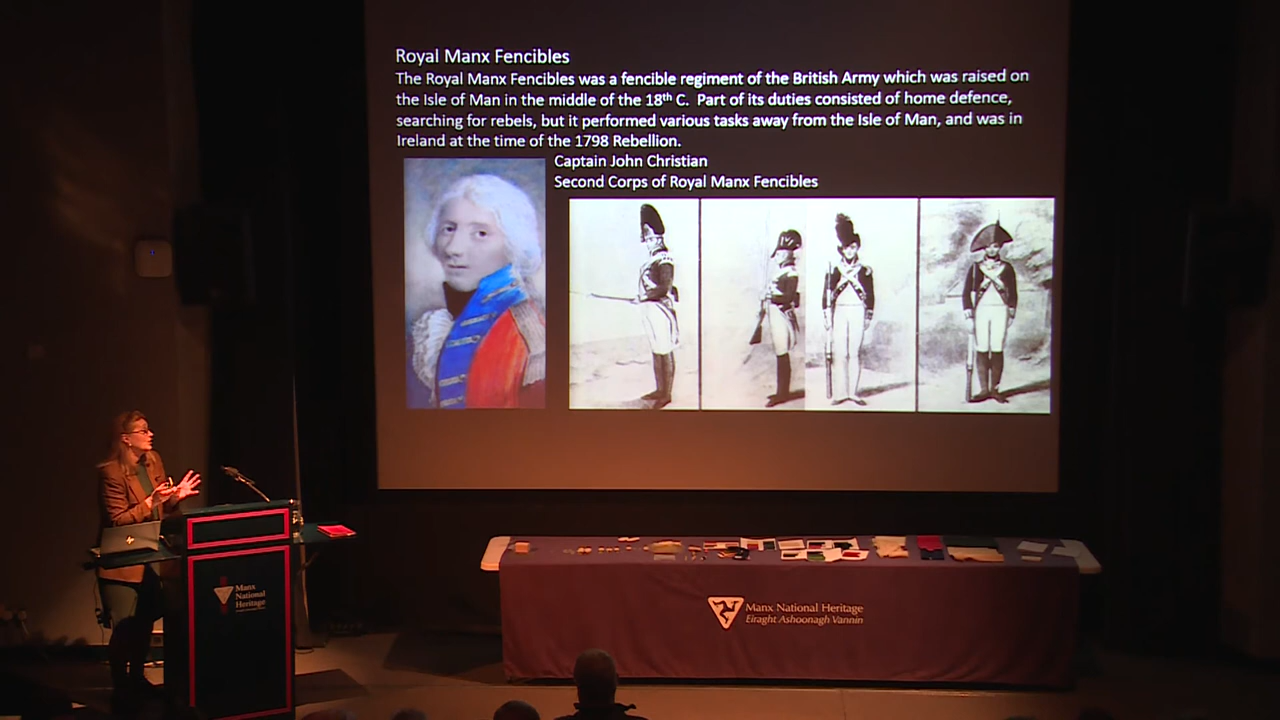 Royal Manx Fencibles
The Royal Manx Fencibles was a fencible regiment of the British Army which was raised on
the Isle of Man in the middle of the 18th C.  Part of its duties consisted of home defence,
searching for rebels, but it performed various tasks away from the Isle of Man, and was in
Ireland at the time of the 1798 Rebellion.
Captain John Christian
Second Corps of Royal Manx Fencibles
Manx
National
Heritage
Eiraght Ashoonagh Vannin
Manx National Heritage
Eiraght Ashoonagh Vannin